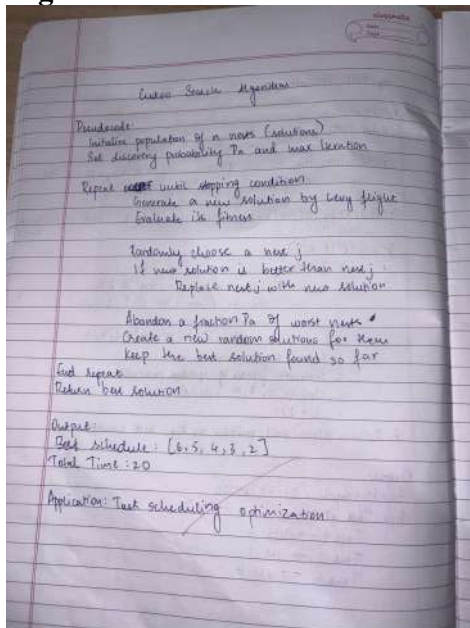 classmate
Date
Page
Cuckoo Search Algorithm
Pseudocode:
Initialize population of n nests (solutions)
Set discovery probability Pa and max iteration
Repeat until stopping condition
Generate a new solution by levy flight
Evaluate its fitness
Randomly choose a nest j
If new solution is better than nest j
Replace nest j with new solution
Abandon a fraction Pa of worst nests
Create a new random solutions for them
Keep the best solution found so far
End repeat
Return best solution
Output:
Best schedule: [6, 5, 4, 3, 2]
Total Time: 20
Application: Task scheduling optimization